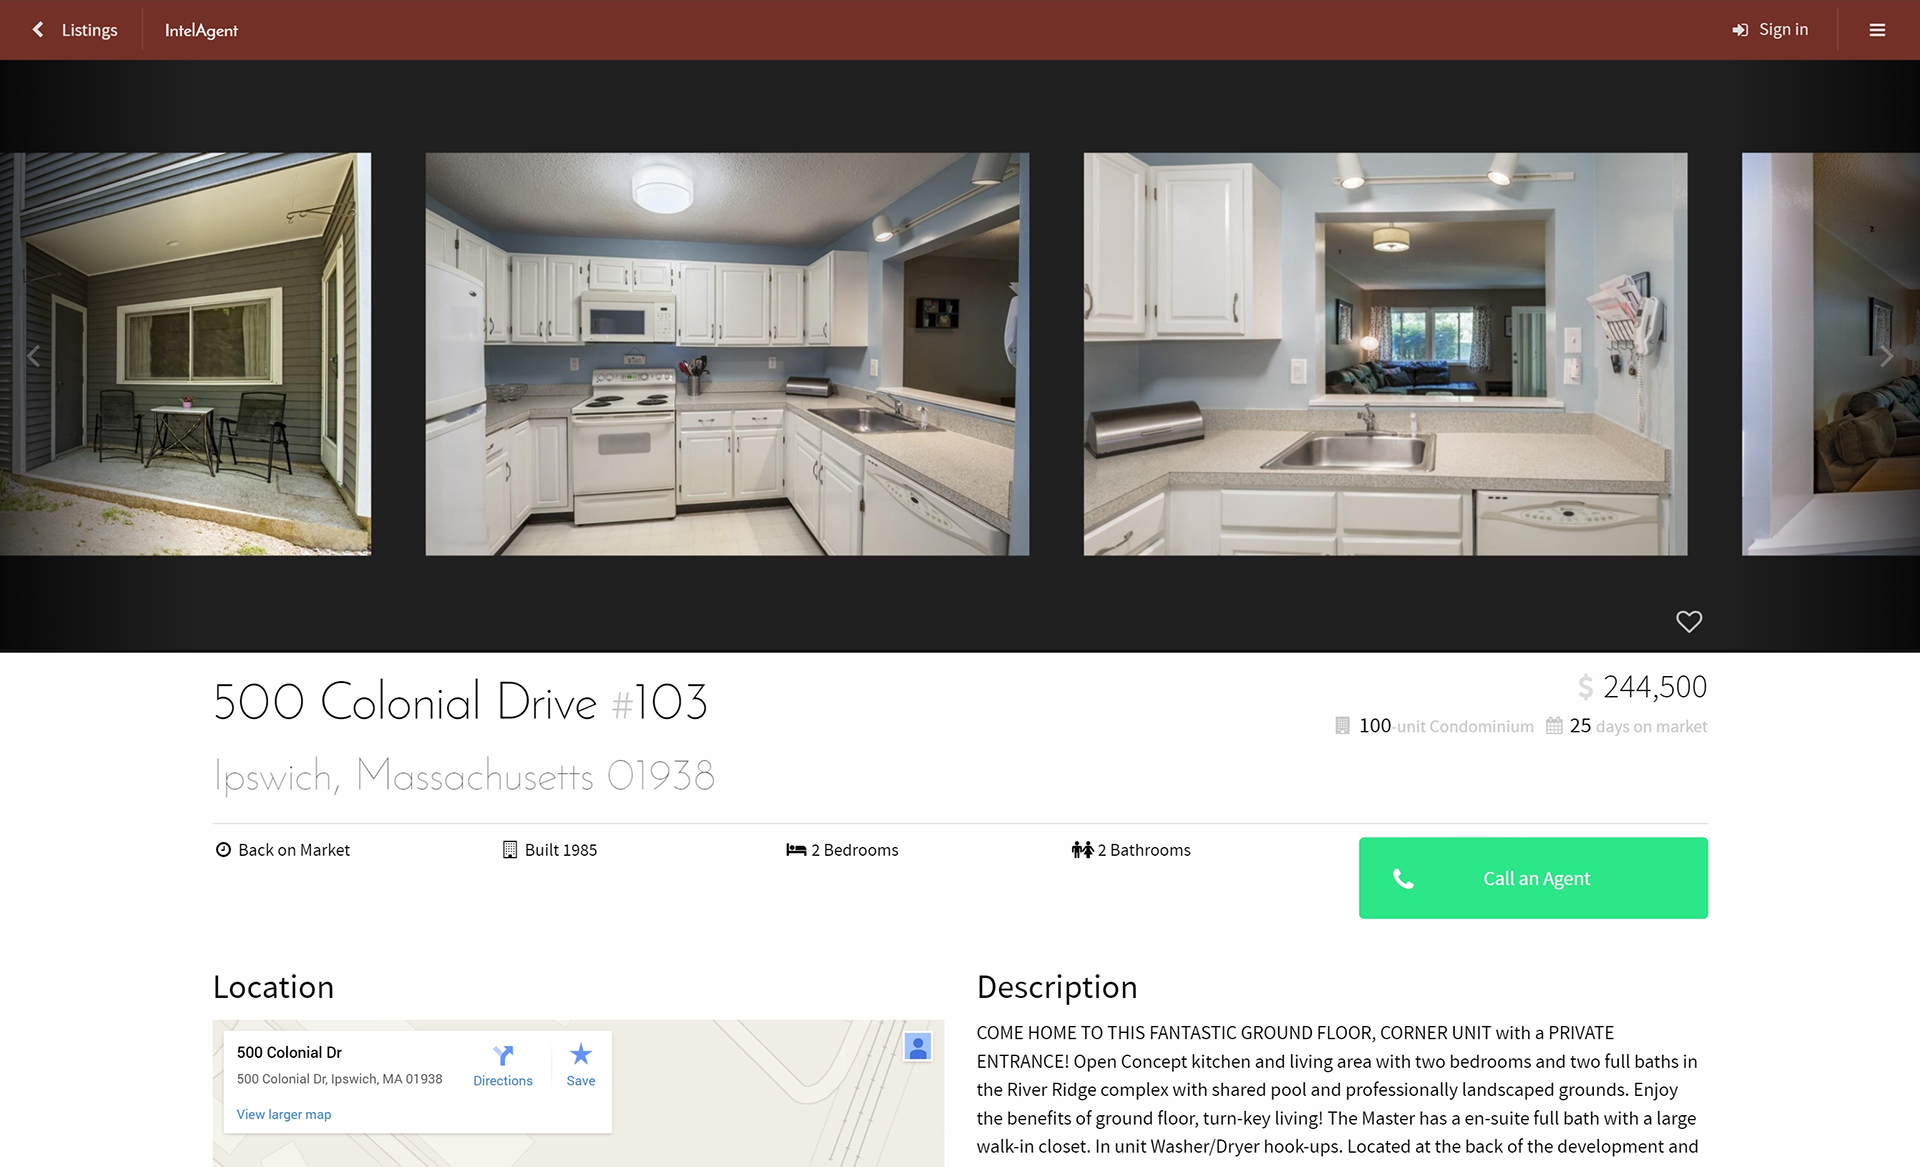 Listings
IntelAgent
Sign in
500 Colonial Drive #103
$ 244,500
100-unit Condominium
25 days on market
Ipswich, Massachusetts 01938
Back on Market
Built 1985
2 Bedrooms
2 Bathrooms
Call an Agent
Location
500 Colonial Dr
500 Colonial Dr, Ipswich, MA 01938
Directions
Save
View larger map
Description
COME HOME TO THIS FANTASTIC GROUND FLOOR, CORNER UNIT with a PRIVATE
ENTRANCE! Open Concept kitchen and living area with two bedrooms and two full baths in
the River Ridge complex with shared pool and professionally landscaped grounds. Enjoy
the benefits of ground floor, turn-key living! The Master has a en-suite full bath with a large
walk-in closet. In unit Washer/Dryer hook-ups. Located at the back of the development and